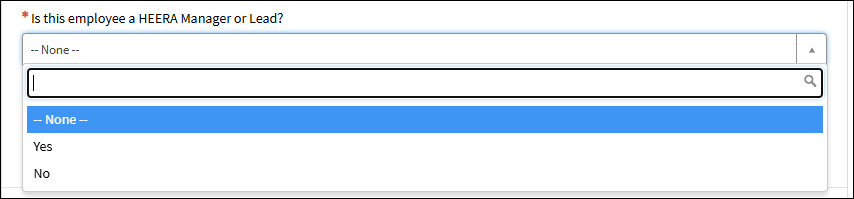 * Is this employee a HEERA Manager or Lead?
-- None --
-- None --
Yes
No